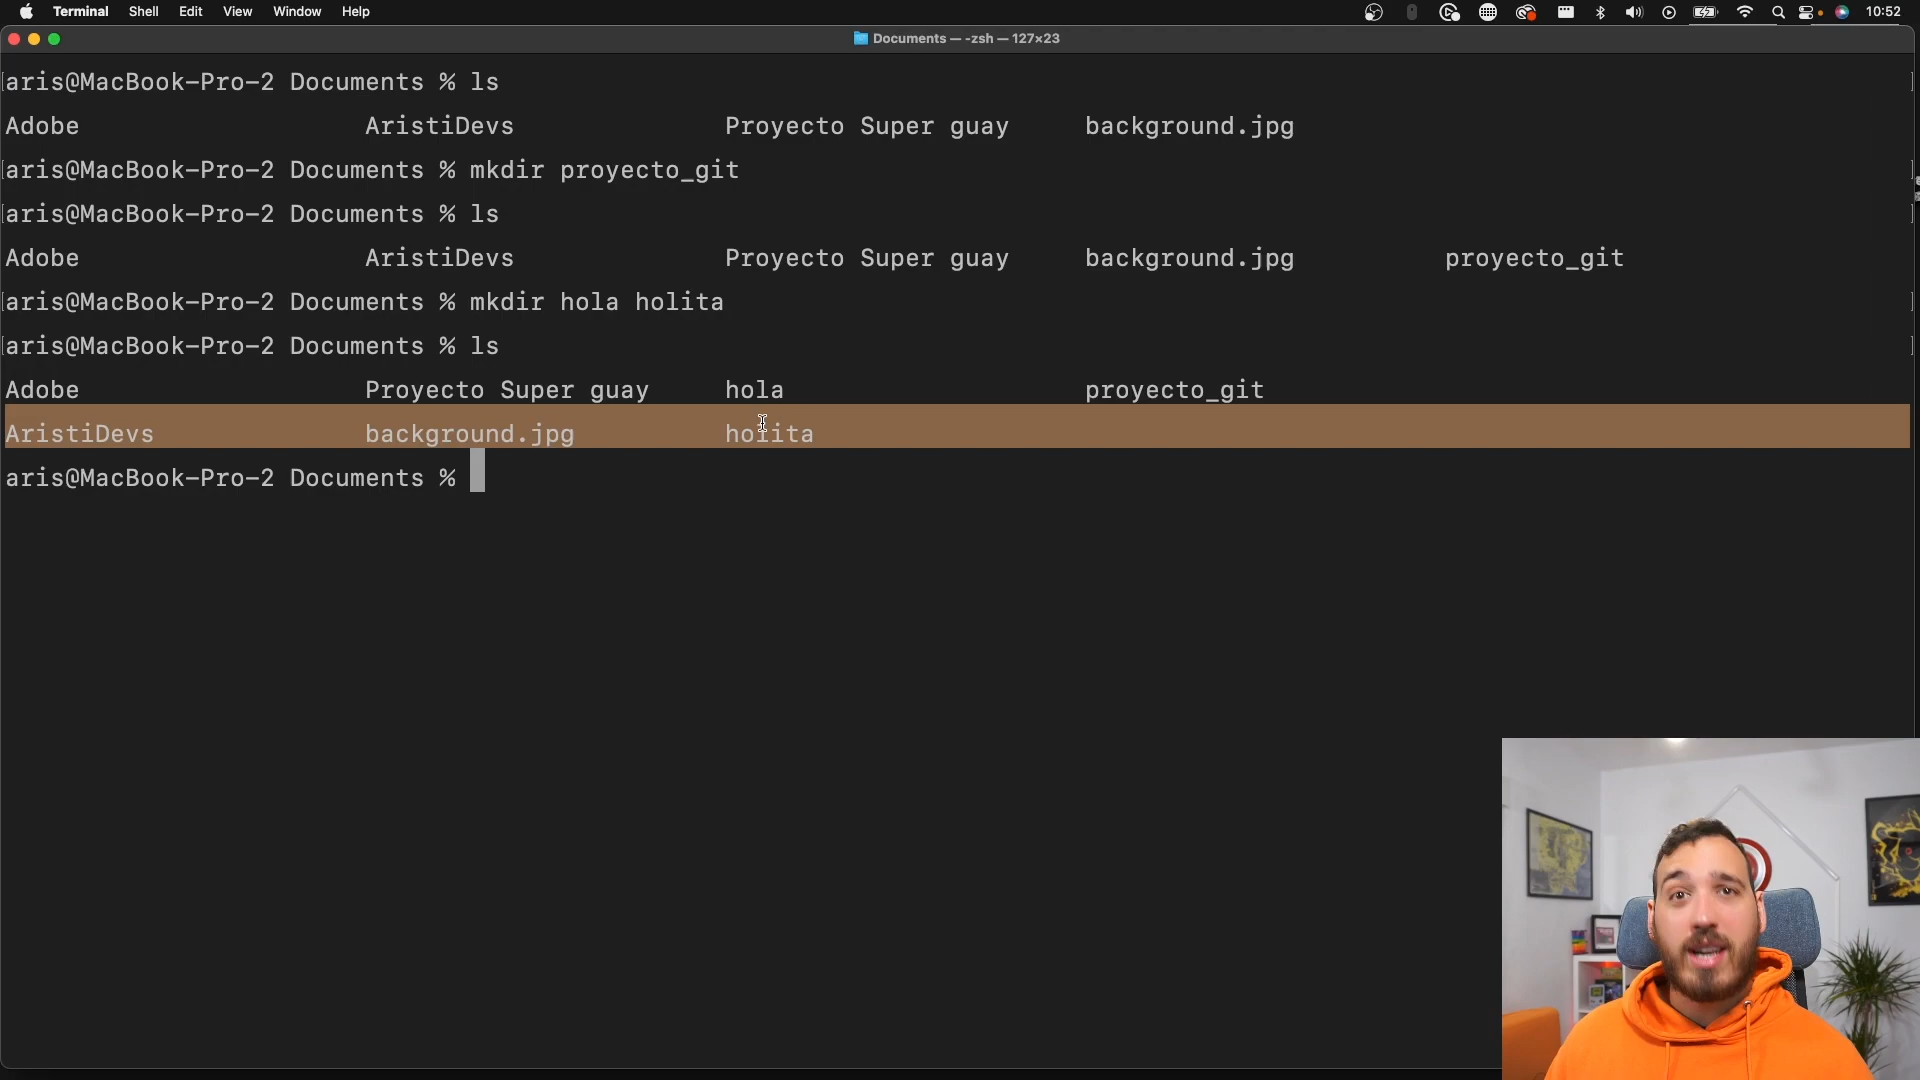 Terminal Shell Edit View Window Help 10:52
Documents — -zsh — 127×23
aris@MacBook-Pro-2 Documents % ls
Adobe AristiDevs Proyecto Super guay background.jpg
aris@MacBook-Pro-2 Documents % mkdir proyecto_git
aris@MacBook-Pro-2 Documents % ls
Adobe AristiDevs Proyecto Super guay background.jpg proyecto_git
aris@MacBook-Pro-2 Documents % mkdir hola holita
aris@MacBook-Pro-2 Documents % ls
Adobe Proyecto Super guay hola proyecto_git
AristiDevs background.jpg holita
aris@MacBook-Pro-2 Documents %